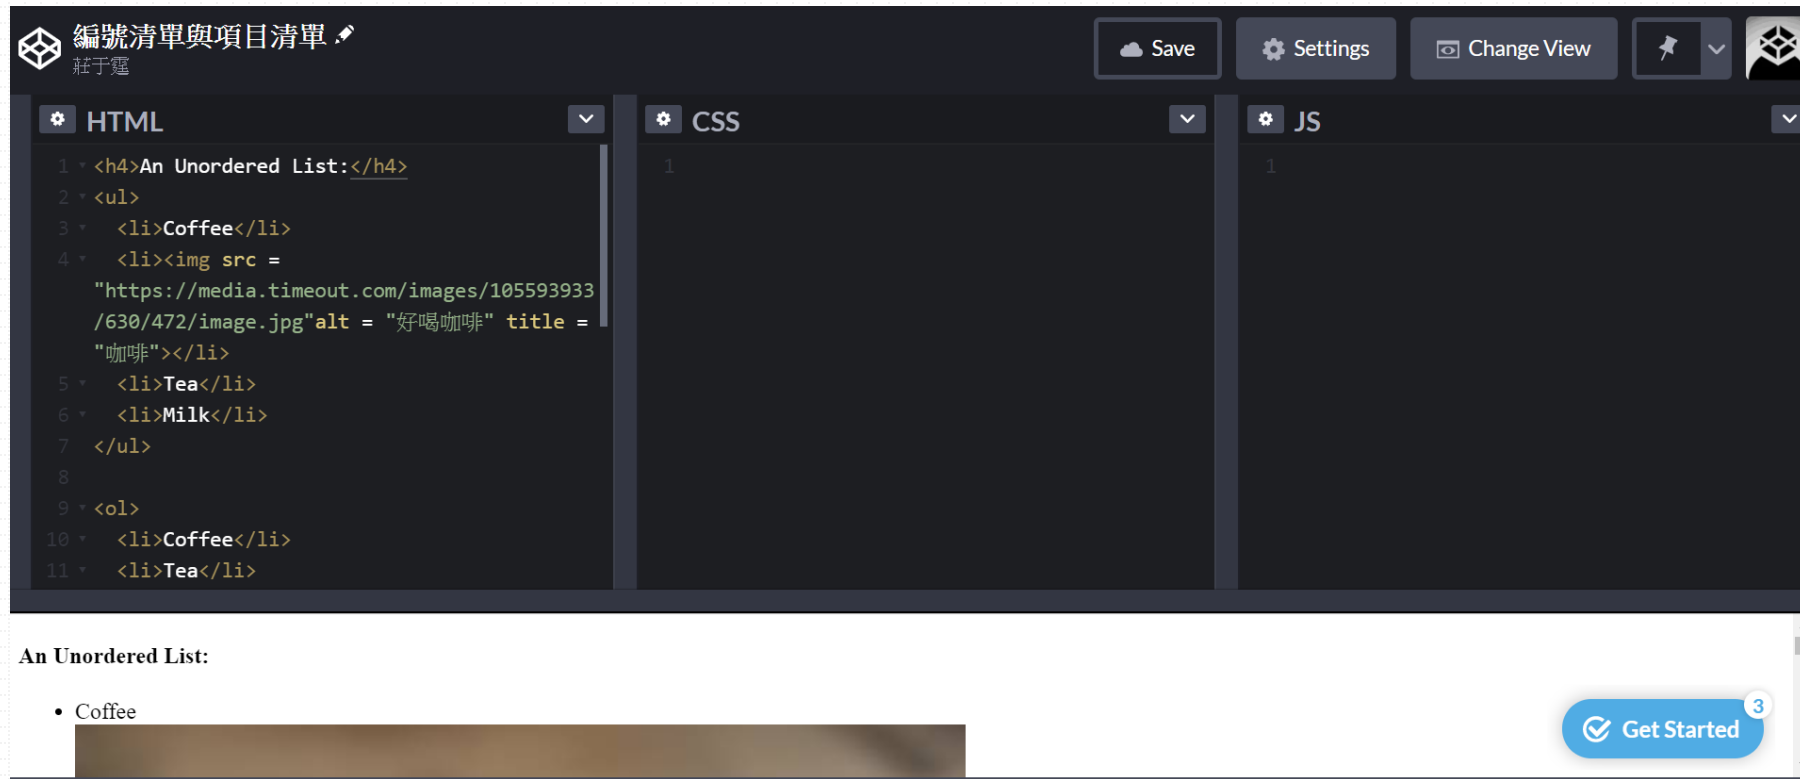 編號清單與項目清單
莊于霆
Save
Settings
Change View
HTML
CSS
JS
1 <h4>An Unordered List:</h4>
2 <ul>
3 <li>Coffee</li>
4 <li><img src =
"https://media.timeout.com/images/105593933
/630/472/image.jpg"alt = "好喝咖啡" title =
"咖啡"></li>
5 <li>Tea</li>
6 <li>Milk</li>
7 </ul>
8
9 <ol>
10 <li>Coffee</li>
11 <li>Tea</li>
1
1
An Unordered List:
• Coffee
Get Started
3